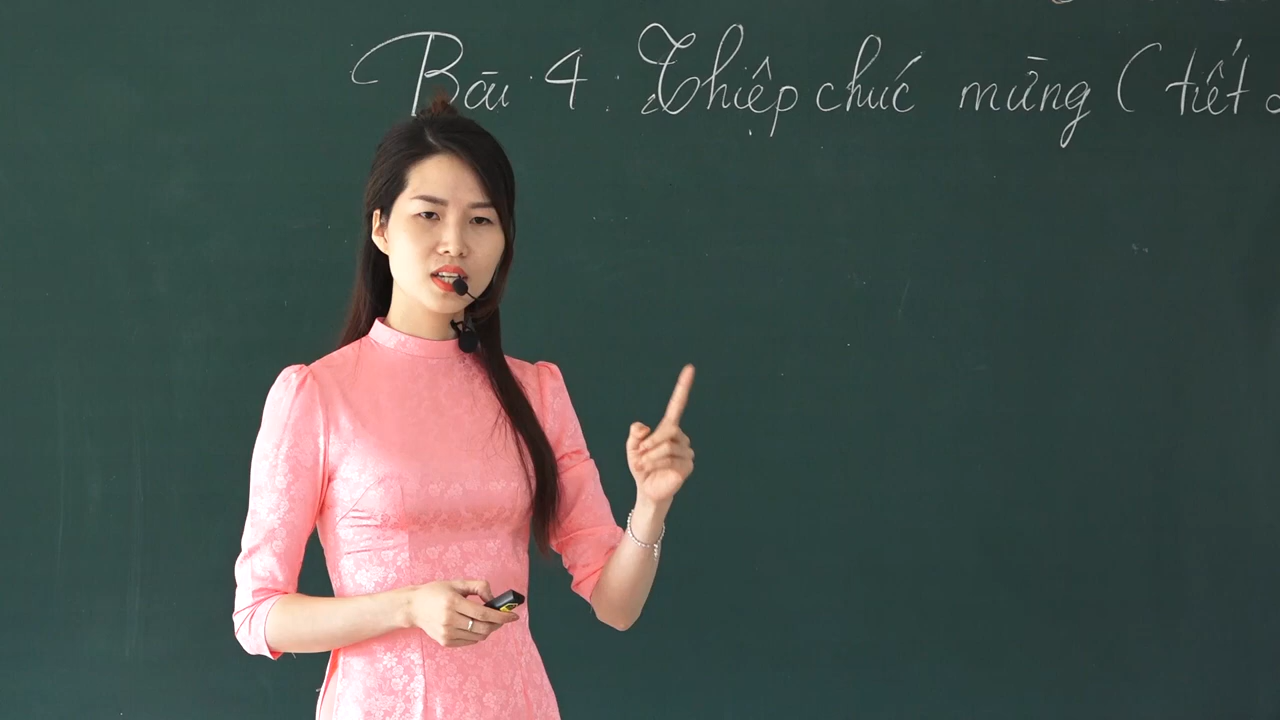 Bài 4: Thiệp chúc mừng (tiết